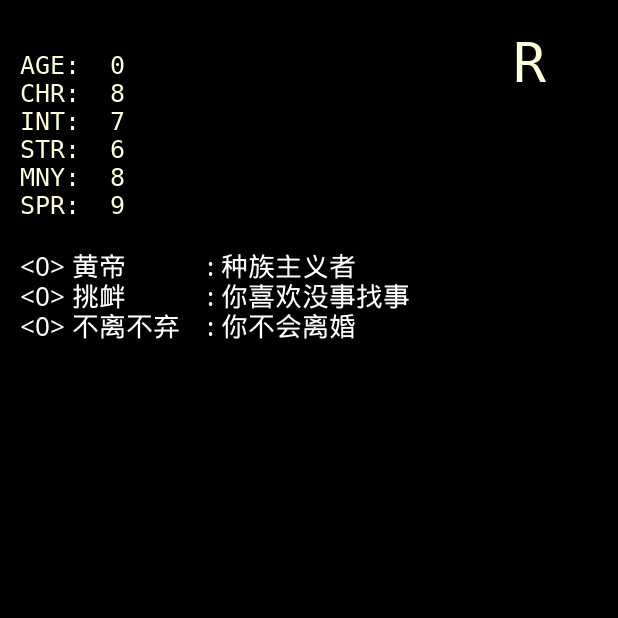 R
AGE: 0
CHR: 8
INT: 7
STR: 6
MNY: 8
SPR: 9
<O> 黄帝 :种族主义者
<O> 挑衅 :你喜欢没事找事
<O> 不离不弃 :你不会离婚